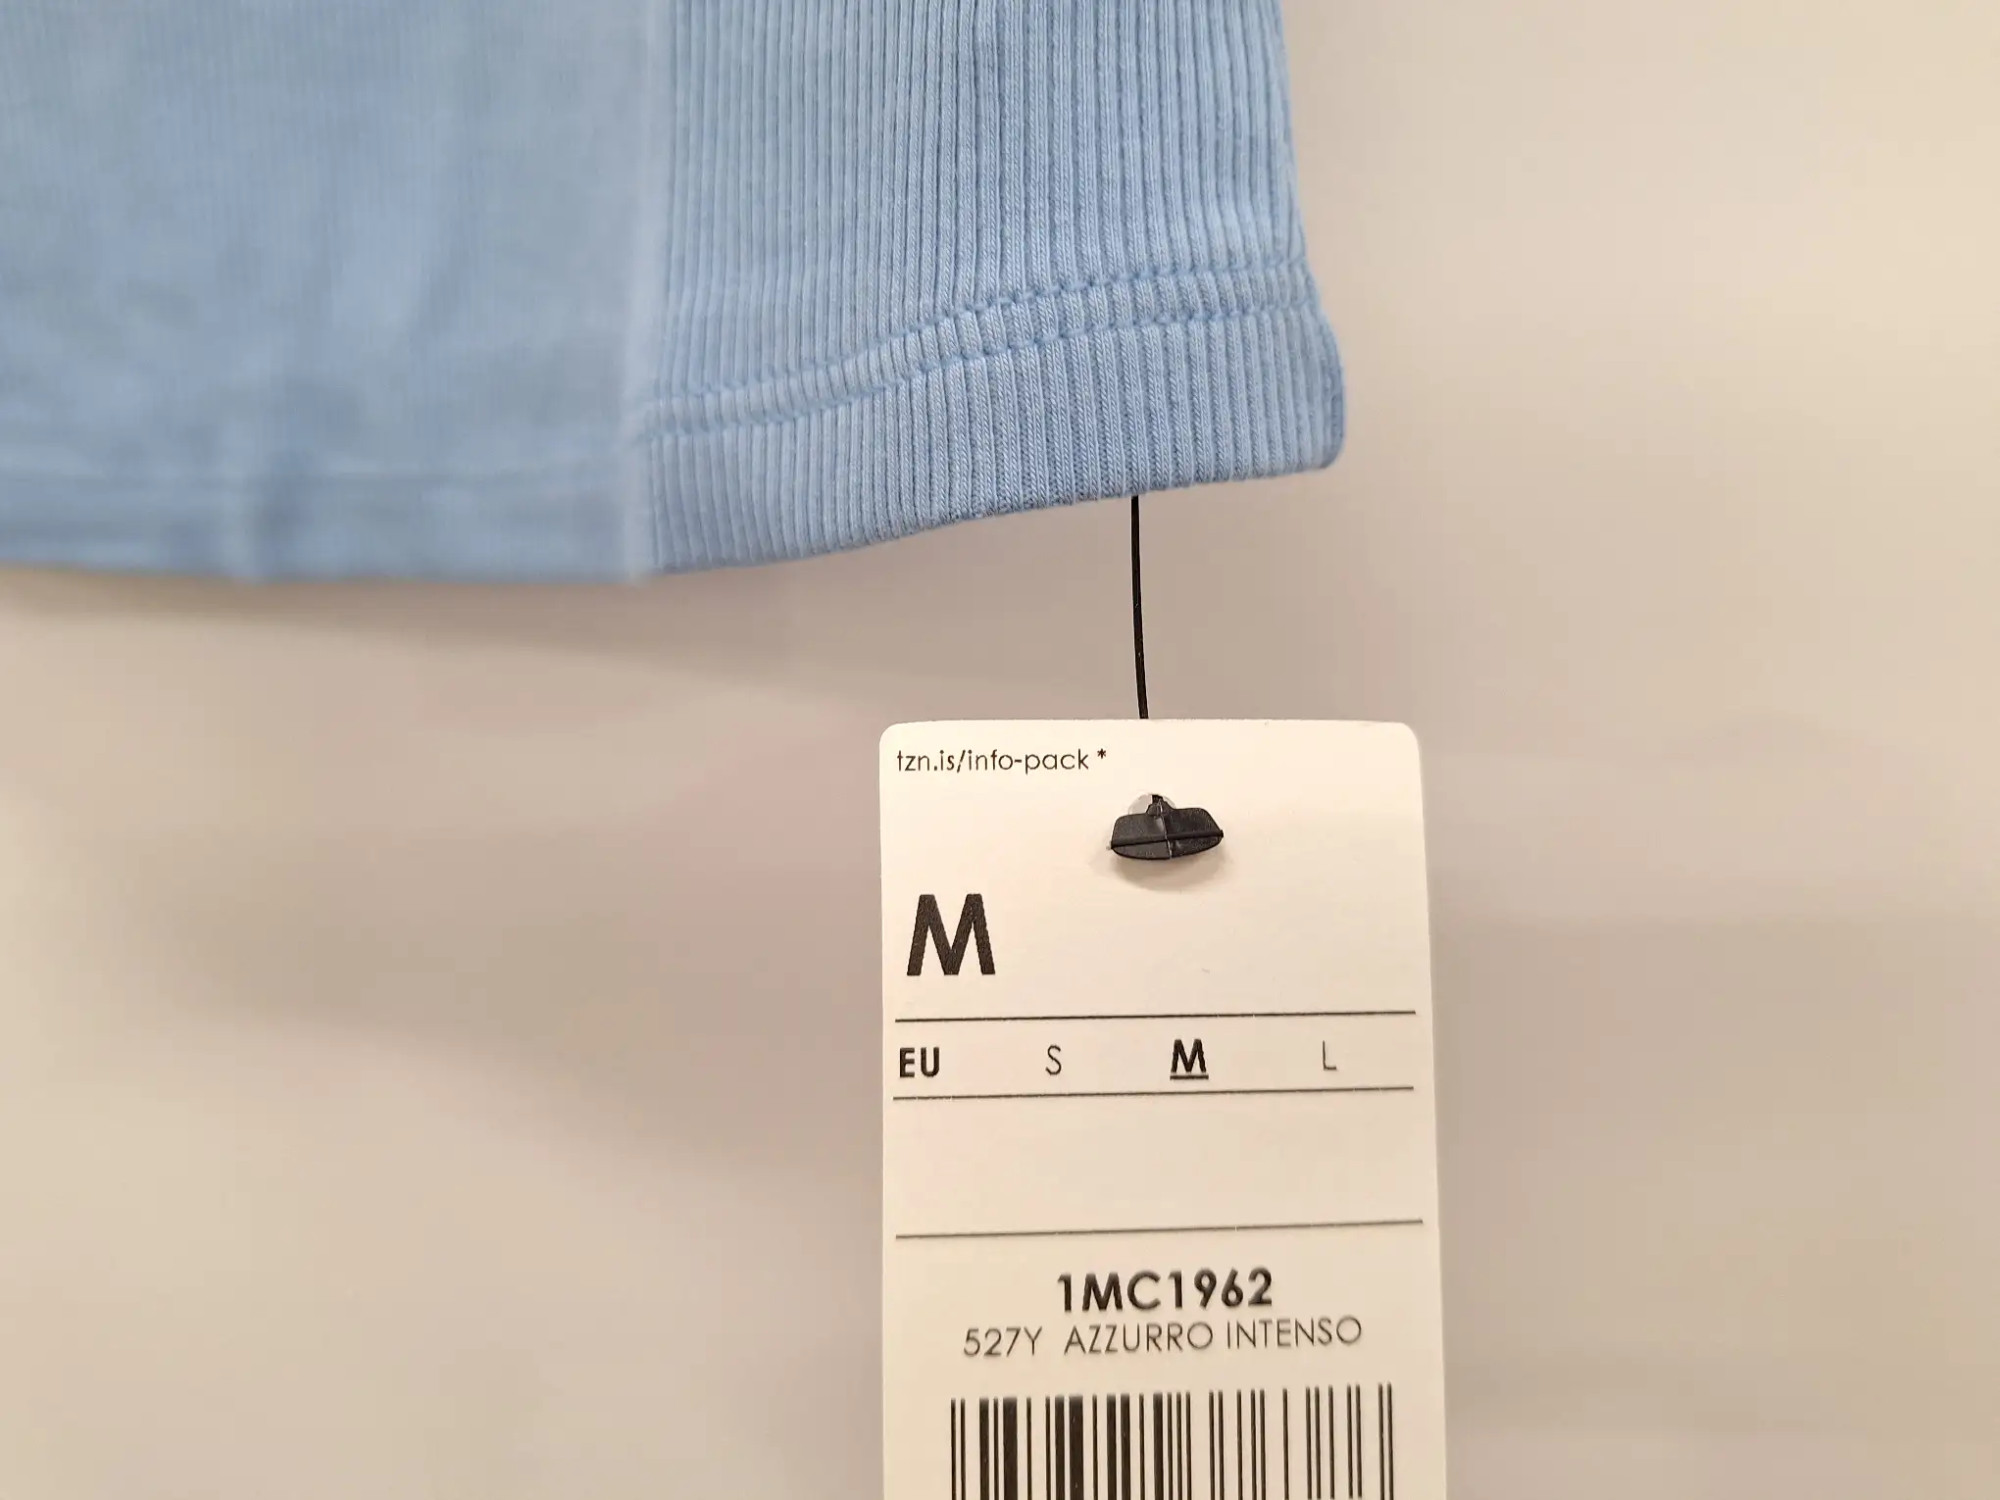 tzn.is/info-pack *
M
EU S M L
1MC1962
527Y AZZURRO INTENSO